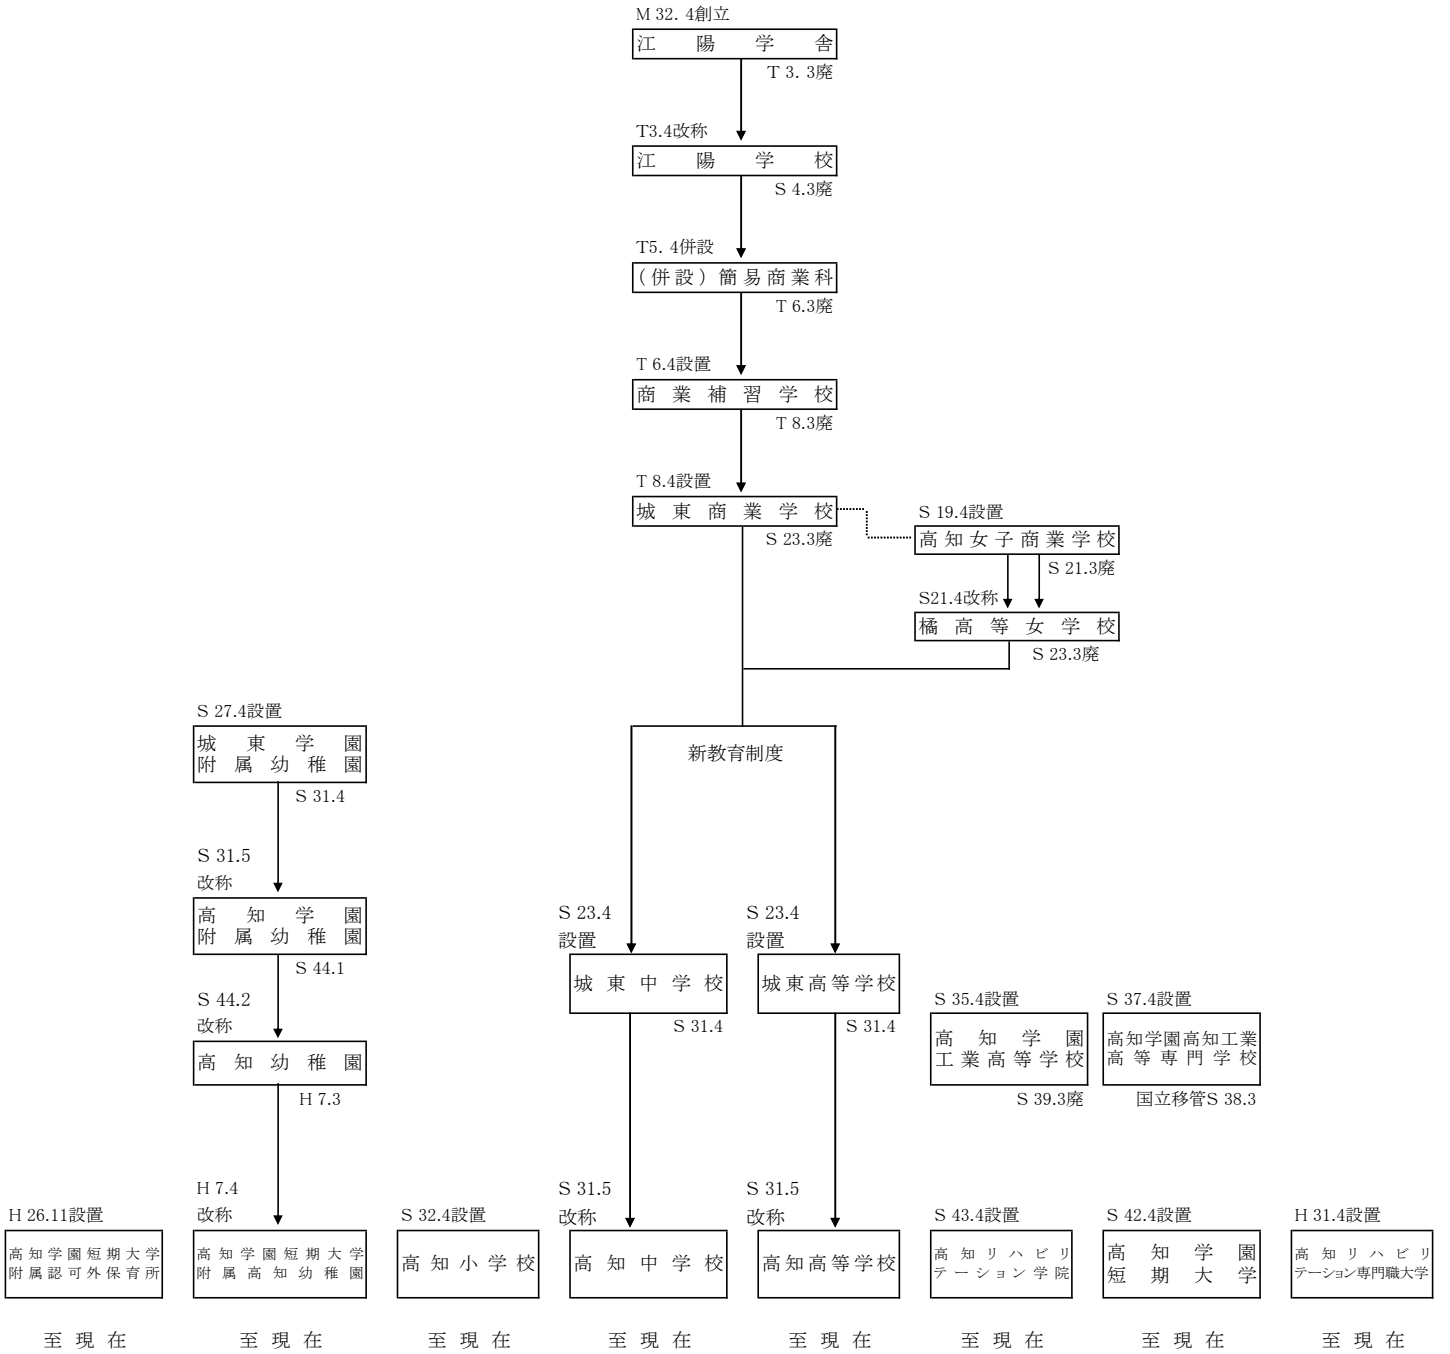 M 32. 4創立
江陽学舎
T 3. 3廃
T3.4改称
江陽学校
S 4.3廃
T5. 4併設
(併設)簡易商業科
T 6.3廃
T 6.4設置
商業補習学校
T 8.3廃
T 8.4設置
城東商業学校
S 23.3廃
S 19.4設置
高知女子商業学校
S 21.3廃
S21.4改称
橘高等女学校
S 23.3廃
新教育制度
S 27.4設置
城東学園
附属幼稚園
S 31.4
S 31.5
改称
高知学園
附属幼稚園
S 44.1
S 44.2
改称
高知幼稚園
H 7.3
S 23.4
設置
城東中学校
S 31.4
S 23.4
設置
城東高等学校
S 31.4
S 35.4設置
高知学園
工業高等学校
S 39.3廃
S 37.4設置
高知学園高知工業
高等専門学校
国立移管S 38.3
H 26.11設置
高知学園短期大学
附属認可外保育所
至現在
H 7.4
改称
高知学園短期大学
附属高知幼稚園
至現在
S 32.4設置
高知小学校
至現在
S 31.5
改称
高知中学校
至現在
S 31.5
改称
高知高等学校
至現在
S 43.4設置
高知リハビリ
テーション学院
至現在
S 42.4設置
高知学園
短期大学
至現在
H 31.4設置
高知リハビリ
テーション専門職大学
至現在